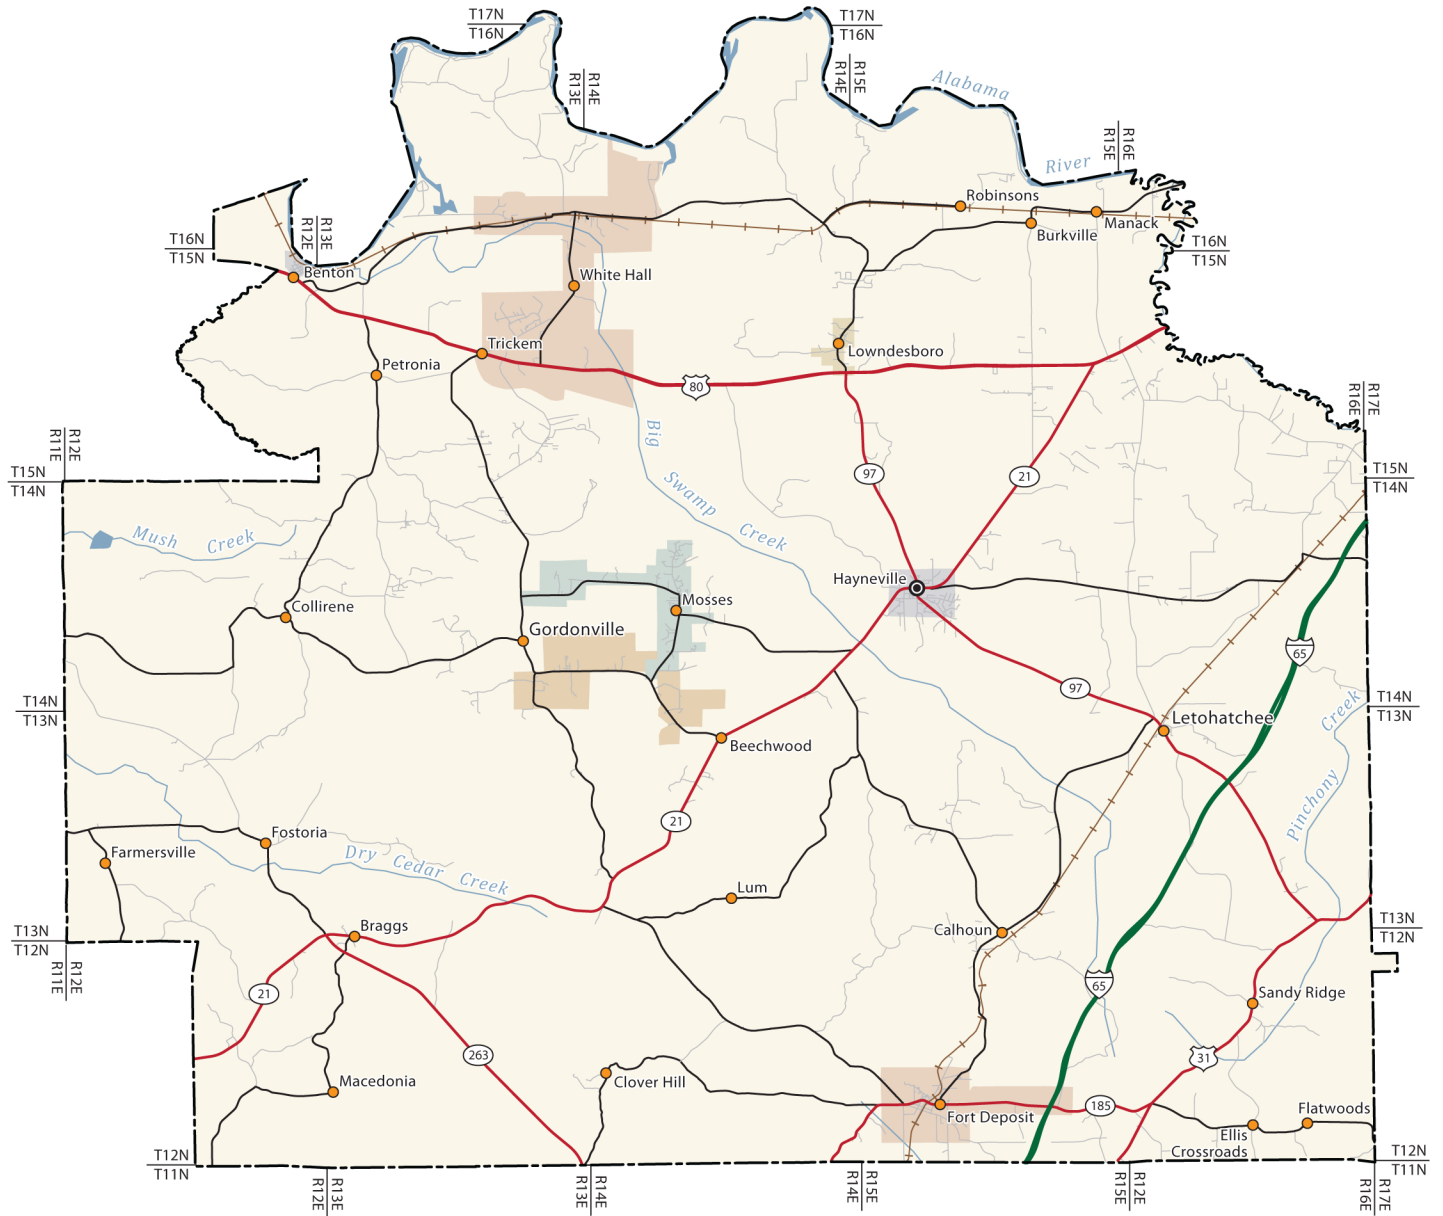 T17N
T16N
T17N
T16N
R14E
R13E
R15E
R14E
Alabama
River
R16E
R15E
Robinsons
Burkville
Manack
T16N
T15N
R13E
R12E
T16N
T15N
Benton
White Hall
Trickem
Petronia
Lowndesboro
80
R17E
R16E
R12E
R11E
T15N
T14N
T15N
T14N
97
21
Big
Swamp
Creek
Mush Creek
Hayneville
Collirene
Mosses
Gordonville
65
97
T14N
T13N
T14N
T13N
Letohatchee
Beechwood
Pinchony Creek
21
Fostoria
Farmersville
Dry Cedar Creek
Lum
Braggs
Calhoun
T13N
T12N
T13N
T12N
R12E
R11E
21
65
Sandy Ridge
263
31
Macedonia
Clover Hill
Fort Deposit
185
Flatwoods
Ellis
Crossroads
T12N
T11N
T12N
T11N
R13E
R12E
R14E
R13E
R15E
R14E
R12E
R15E
R17E
R16E